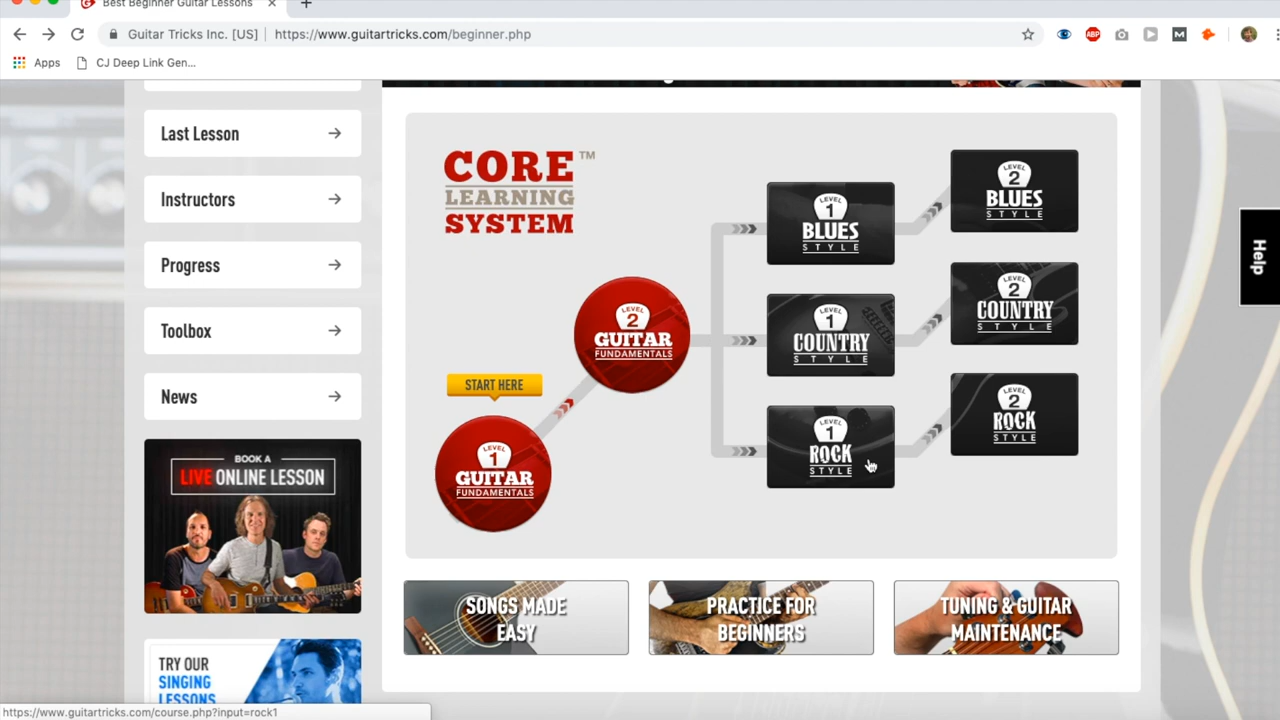 Best Beginner Guitar Lessons
Guitar Tricks Inc. [US] | https://www.guitartricks.com/beginner.php
ABP
M
Apps
CJ Deep Link Gen...
Last Lesson
Instructors
Progress
Toolbox
News
BOOK A
LIVE ONLINE LESSON
TRY OUR
SINGING
LESSONS
CORE ™
LEARNING
SYSTEM
START HERE
LEVEL
1
GUITAR
FUNDAMENTALS
LEVEL
2
GUITAR
FUNDAMENTALS
LEVEL
1
BLUES
STYLE
LEVEL
2
BLUES
STYLE
LEVEL
1
COUNTRY
STYLE
LEVEL
2
COUNTRY
STYLE
LEVEL
1
ROCK
STYLE
LEVEL
2
ROCK
STYLE
SONGS MADE
EASY
PRACTICE FOR
BEGINNERS
TUNING & GUITAR
MAINTENANCE
Help
https://www.guitartricks.com/course.php?input=rock1